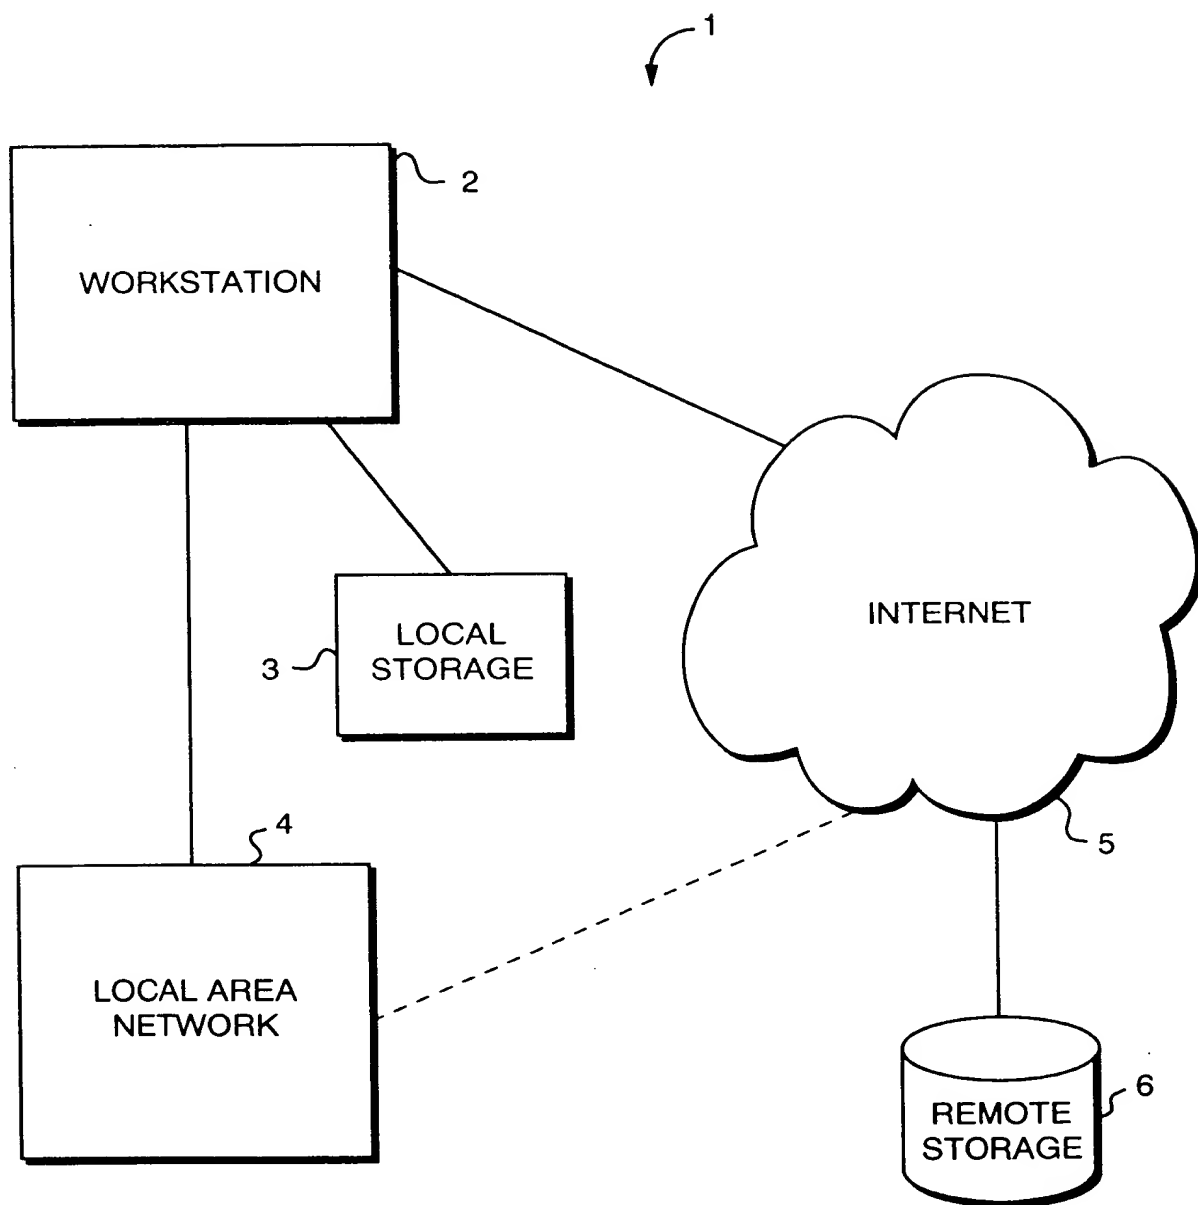 1
2
WORKSTATION
INTERNET
LOCAL
STORAGE
3
4
5
LOCAL AREA
NETWORK
6
REMOTE
STORAGE